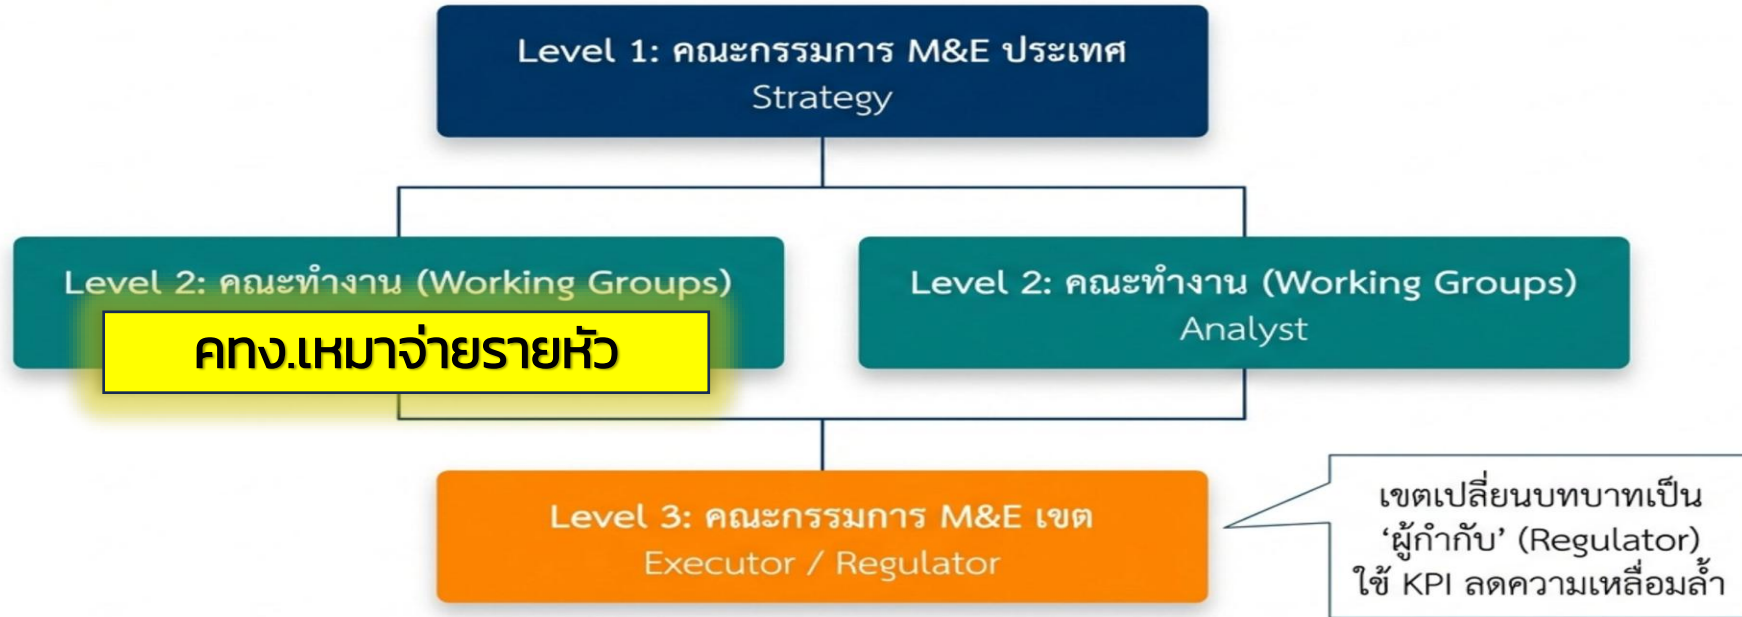 Level 1: คณะกรรมการ M&E ประเทศ
Strategy
Level 2: คณะทำงาน (Working Groups)
คทง.เหมาจ่ายรายหัว
Level 2: คณะทำงาน (Working Groups)
Analyst
Level 3: คณะกรรมการ M&E เขต
Executor / Regulator
เขตเปลี่ยนบทบาทเป็น
‘ผู้กำกับ’ (Regulator)
ใช้ KPI ลดความเหลื่อมล้ำ